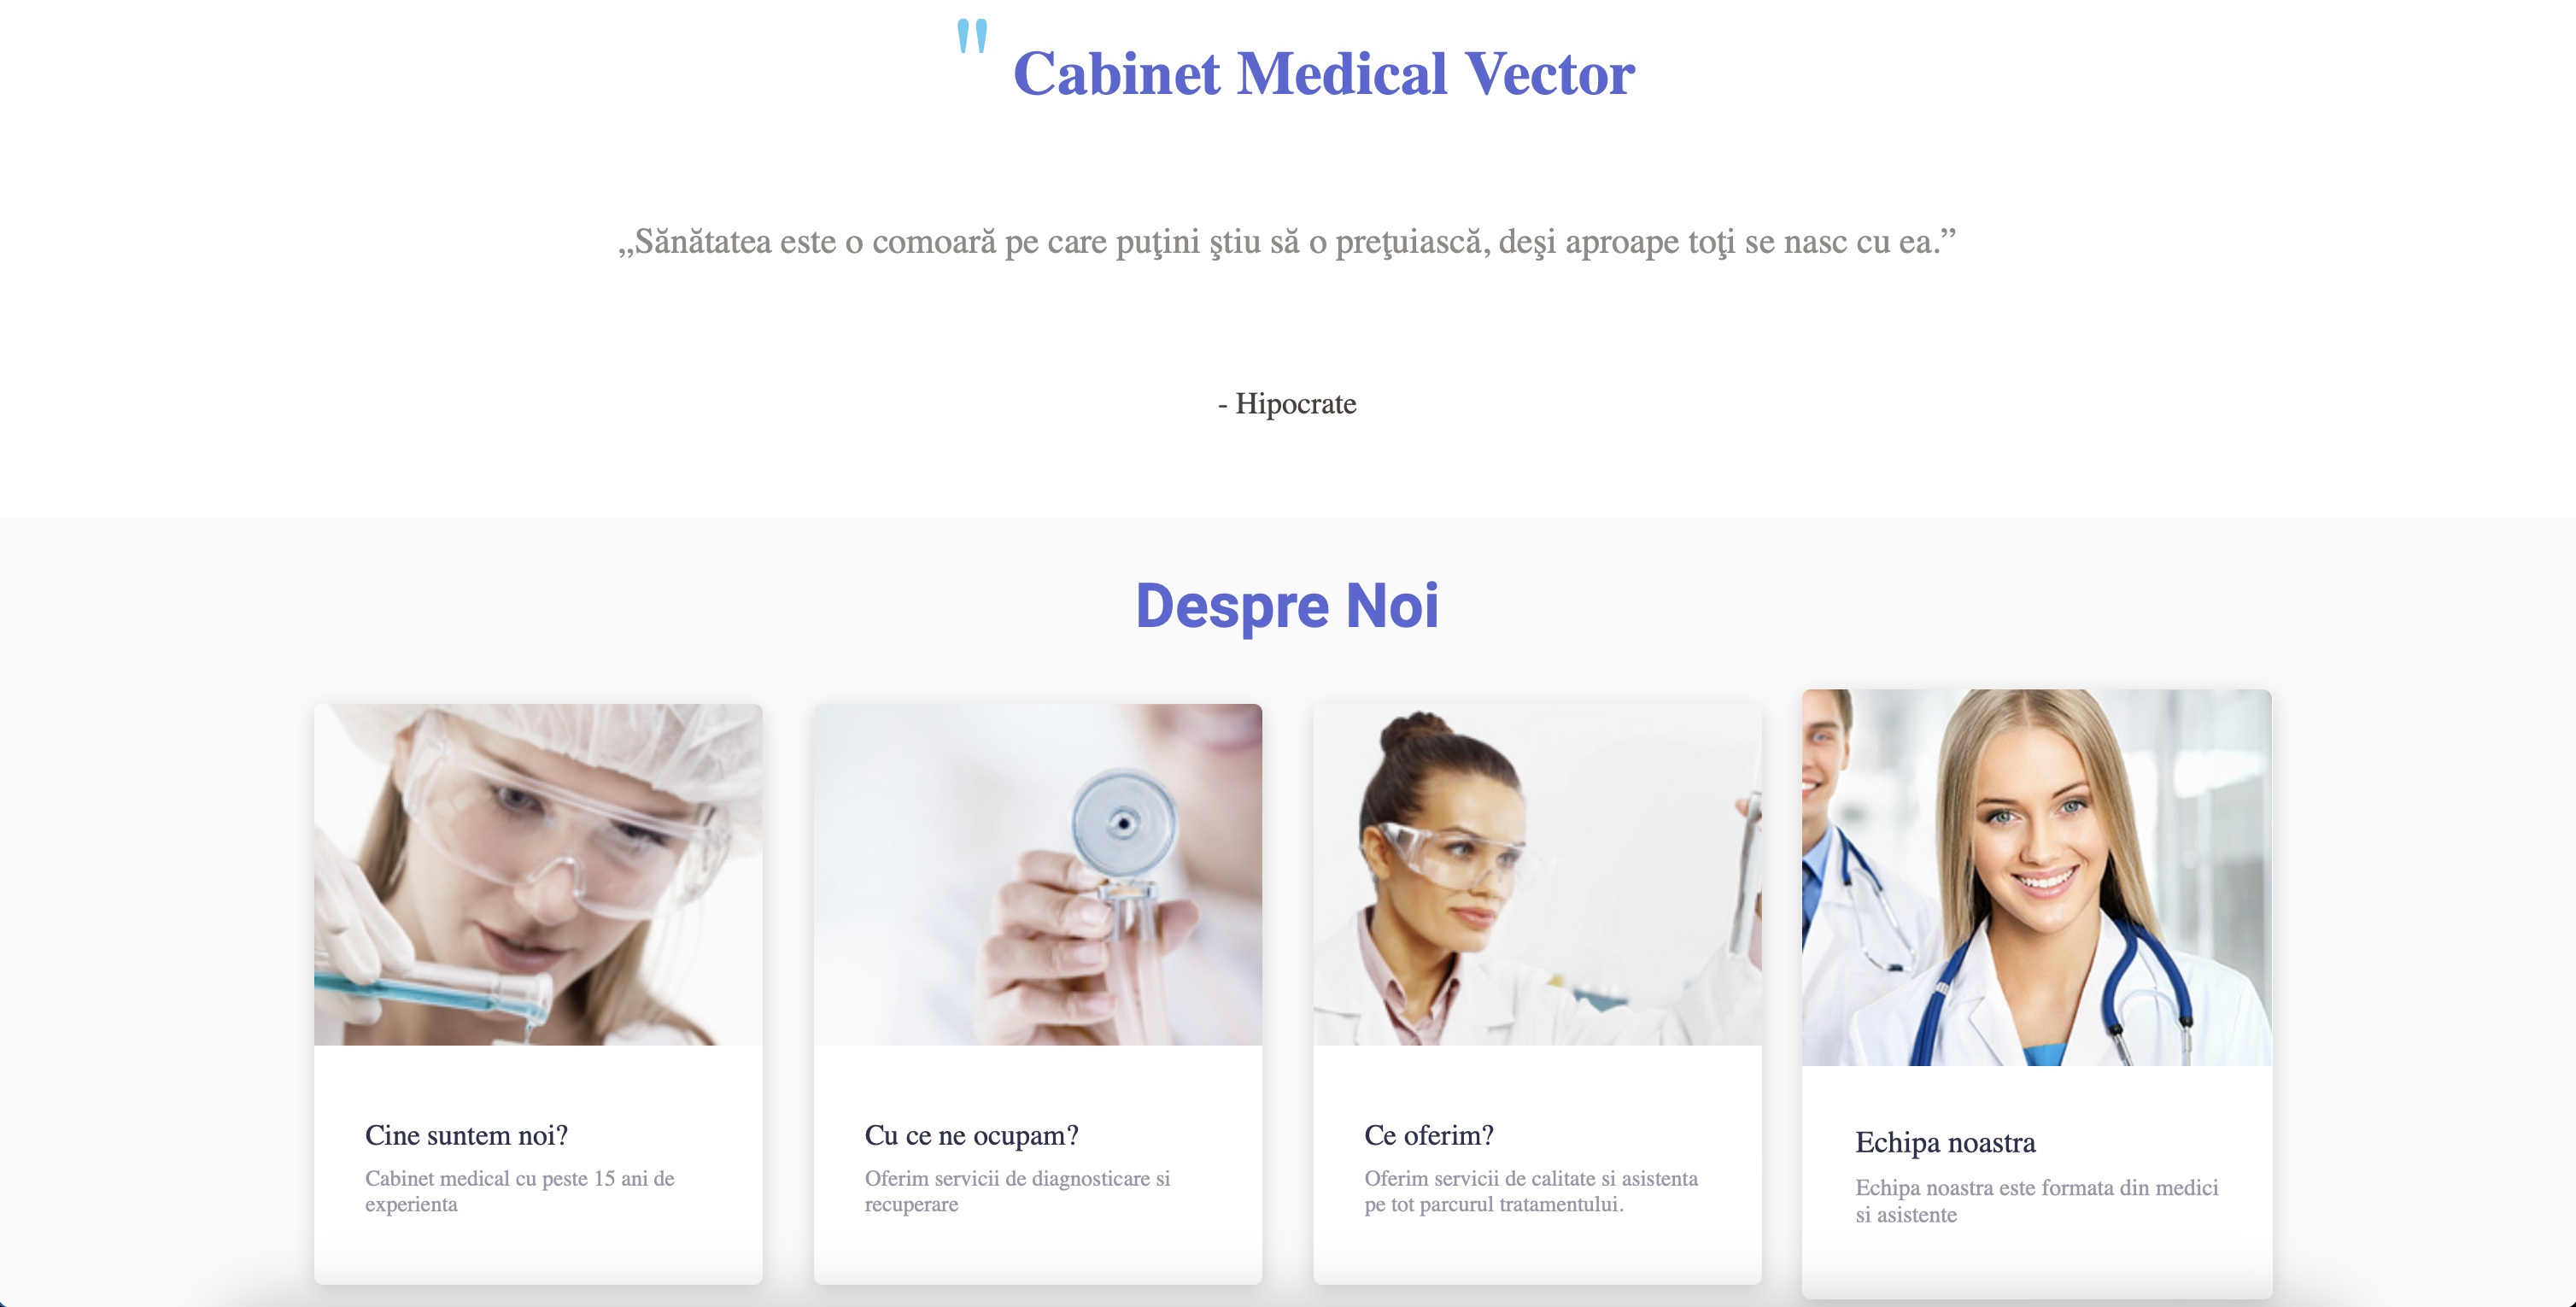 " Cabinet Medical Vector
„Sănătatea este o comoară pe care puţini ştiu să o preţuiască, deşi aproape toţi se nasc cu ea.”
- Hipocrate
Despre Noi
Cine suntem noi?
Cabinet medical cu peste 15 ani de
experienta
Cu ce ne ocupam?
Oferim servicii de diagnosticare si
recuperare
Ce oferim?
Oferim servicii de calitate si asistenta
pe tot parcurul tratamentului.
Echipa noastra
Echipa noastra este formata din medici
si asistente